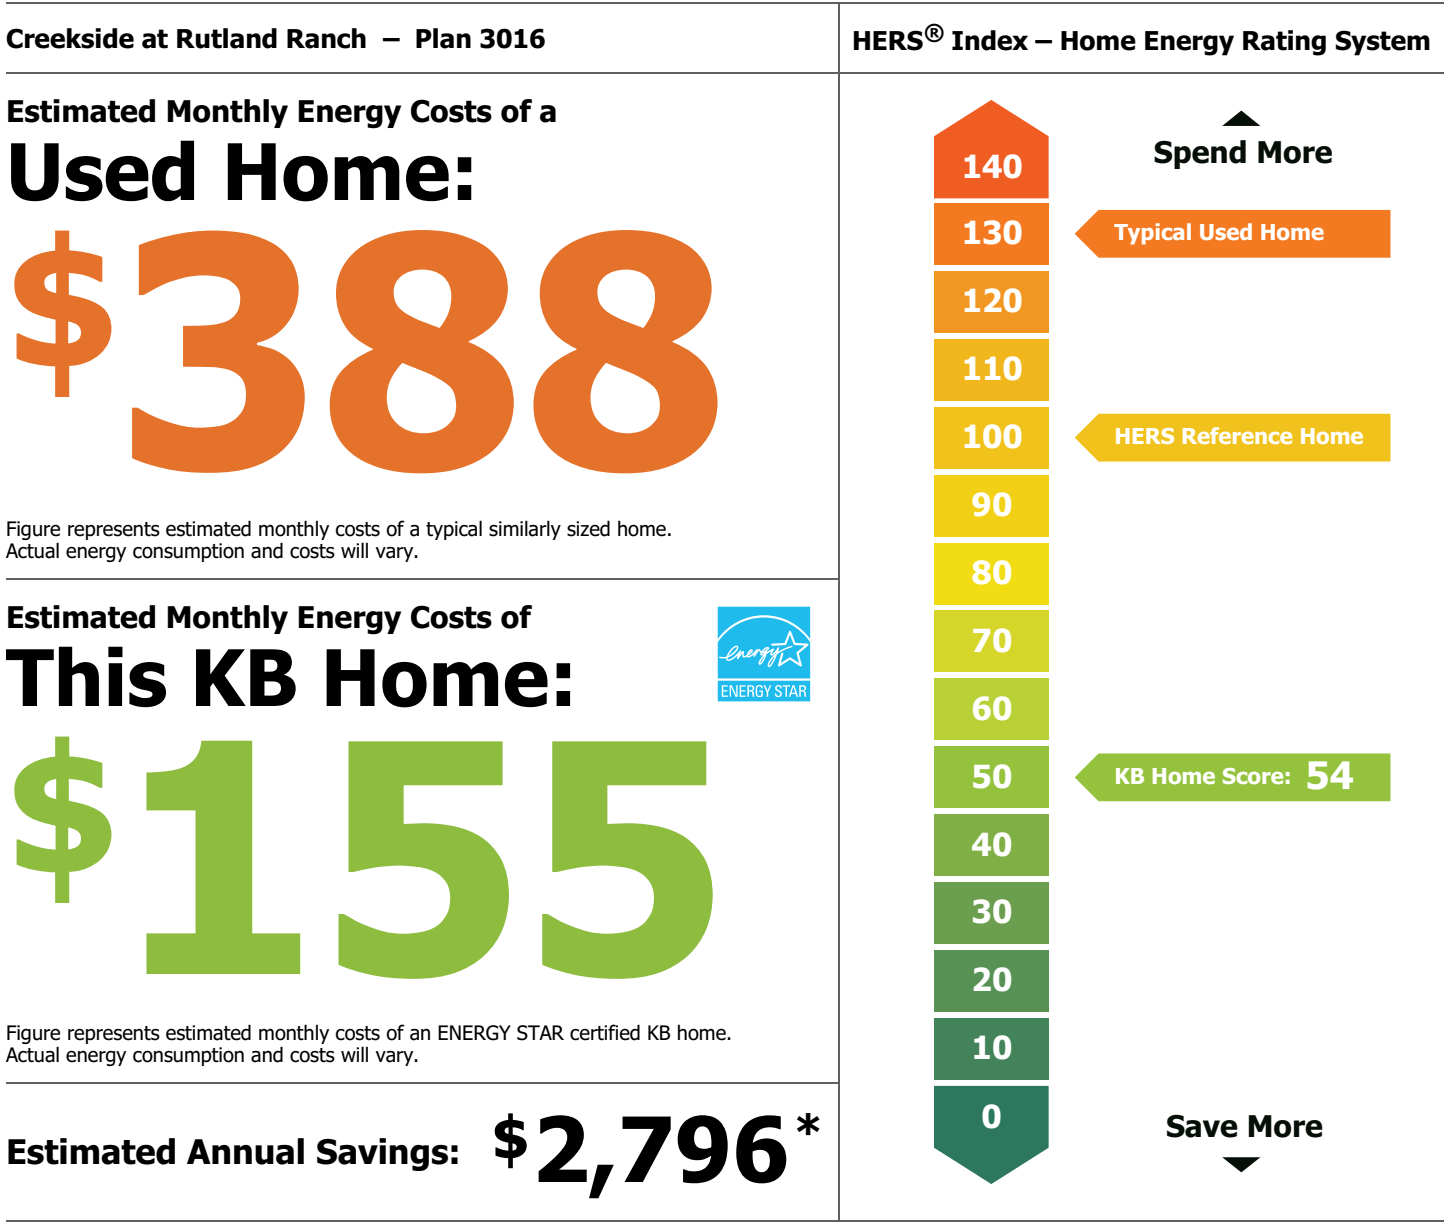 Creekside at Rutland Ranch – Plan 3016
Estimated Monthly Energy Costs of a
Used Home:
$388
Figure represents estimated monthly costs of a typical similarly sized home.
Actual energy consumption and costs will vary.
Estimated Monthly Energy Costs of
This KB Home:
energy
ENERGY STAR
$155
Figure represents estimated monthly costs of an ENERGY STAR certified KB home.
Actual energy consumption and costs will vary.
Estimated Annual Savings: $2,796*
HERS® Index – Home Energy Rating System
Spend More
140
130 Typical Used Home
120
110
100 HERS Reference Home
90
80
70
60
50 KB Home Score: 54
40
30
20
10
0
Save More